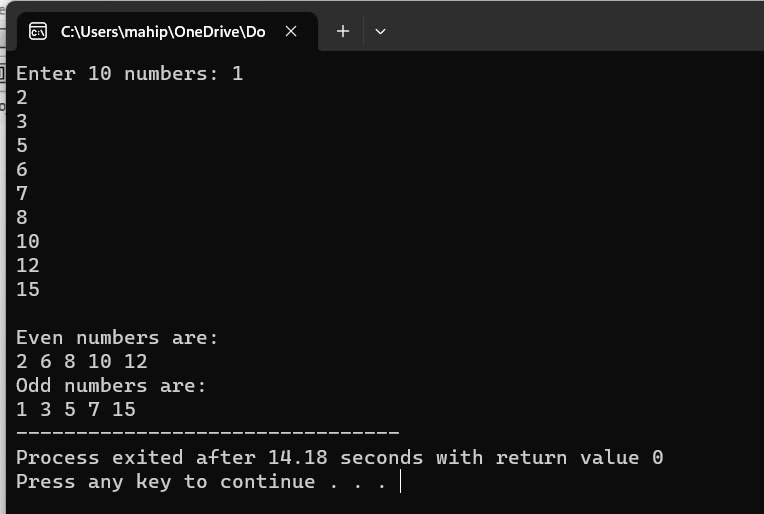 C:\Users\mahip\OneDrive\Do
Enter 10 numbers: 1
2
3
5
6
7
8
10
12
15
Even numbers are:
2 6 8 10 12
Odd numbers are:
1 3 5 7 15
--------------------------------
Process exited after 14.18 seconds with return value 0
Press any key to continue . . .